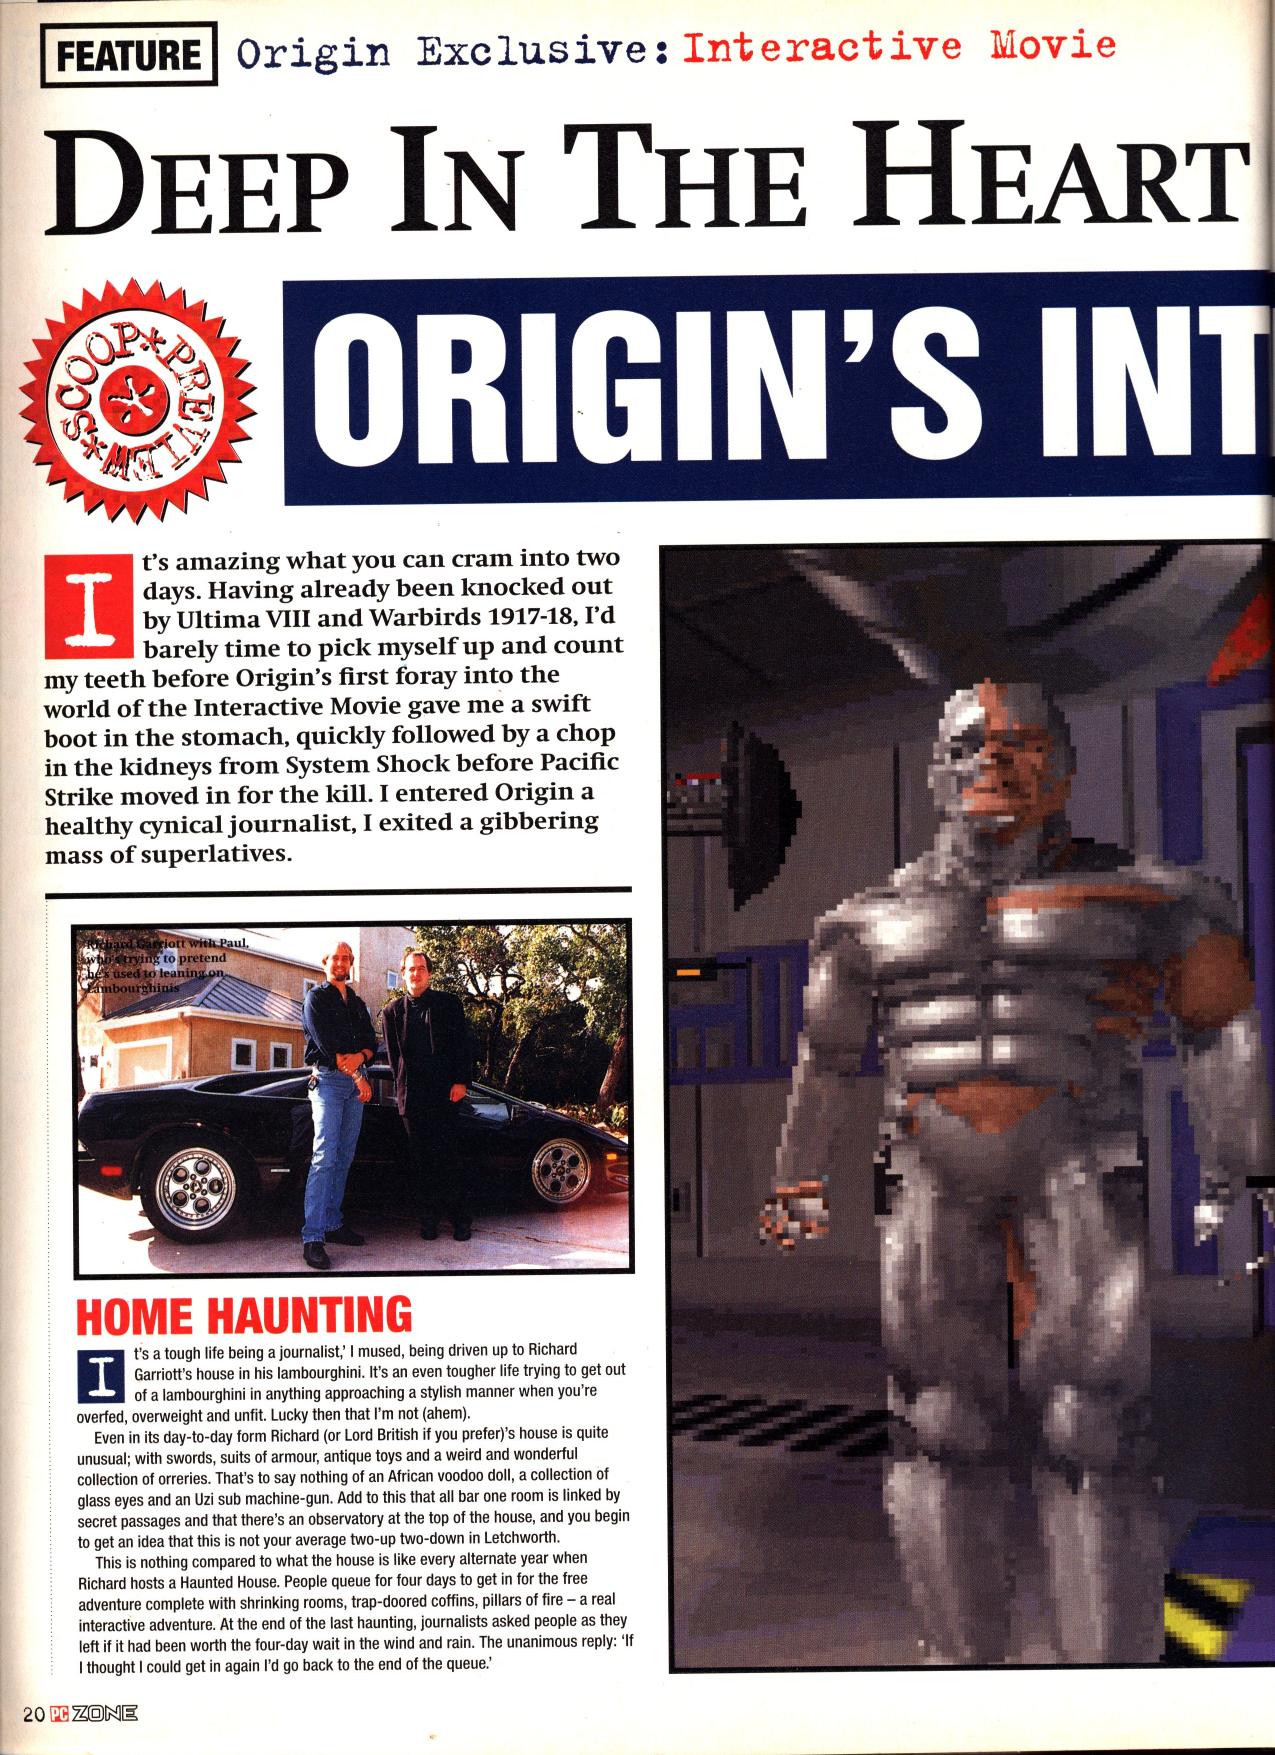 FEATURE Origin Exclusive: Interactive Movie
DEEP IN THE HEART
SCOOP*PREVIEW*
ORIGIN'S INT
It's amazing what you can cram into two
days. Having already been knocked out
by Ultima VIII and Warbirds 1917-18, I'd
barely time to pick myself up and count
my teeth before Origin's first foray into the
world of the Interactive Movie gave me a swift
boot in the stomach, quickly followed by a chop
in the kidneys from System Shock before Pacific
Strike moved in for the kill. I entered Origin a
healthy cynical journalist, I exited a gibbering
mass of superlatives.
Richard Garriott with Paul,
who's trying to pretend
he's used to leaning on
Lambourghinis
HOME HAUNTING
It's a tough life being a journalist,' I mused, being driven up to Richard
Garriott's house in his lambourghini. It's an even tougher life trying to get out
of a lambourghini in anything approaching a stylish manner when you're
overfed, overweight and unfit. Lucky then that I'm not (ahem).
Even in its day-to-day form Richard (or Lord British if you prefer)'s house is quite
unusual; with swords, suits of armour, antique toys and a weird and wonderful
collection of orreries. That's to say nothing of an African voodoo doll, a collection of
glass eyes and an Uzi sub machine-gun. Add to this that all bar one room is linked by
secret passages and that there's an observatory at the top of the house, and you begin
to get an idea that this is not your average two-up two-down in Letchworth.
This is nothing compared to what the house is like every alternate year when
Richard hosts a Haunted House. People queue for four days to get in for the free
adventure complete with shrinking rooms, trap-doored coffins, pillars of fire – a real
interactive adventure. At the end of the last haunting, journalists asked people as they
left if it had been worth the four-day wait in the wind and rain. The unanimous reply: 'If
I thought I could get in again I'd go back to the end of the queue.'
20 PC ZONE